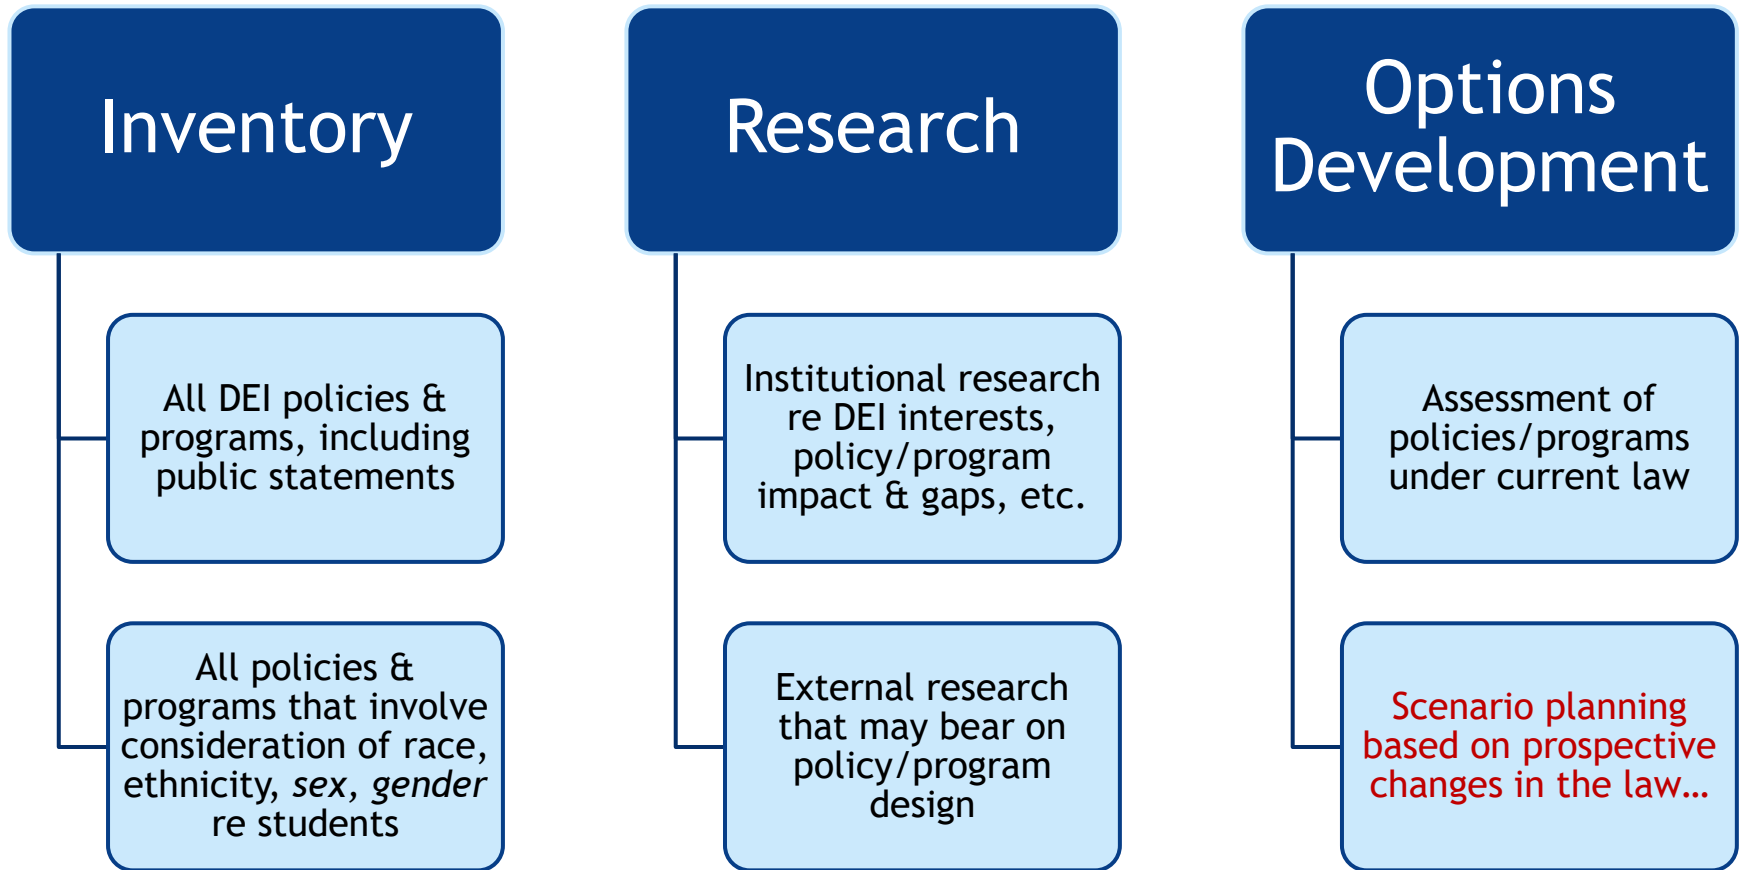 Inventory
All DEI policies &
programs, including
public statements
All policies &
programs that involve
consideration of race,
ethnicity, sex, gender
re students
Research
Institutional research
re DEI interests,
policy/program
impact & gaps, etc.
External research
that may bear on
policy/program
design
Options
Development
Assessment of
policies/programs
under current law
Scenario planning
based on prospective
changes in the law…